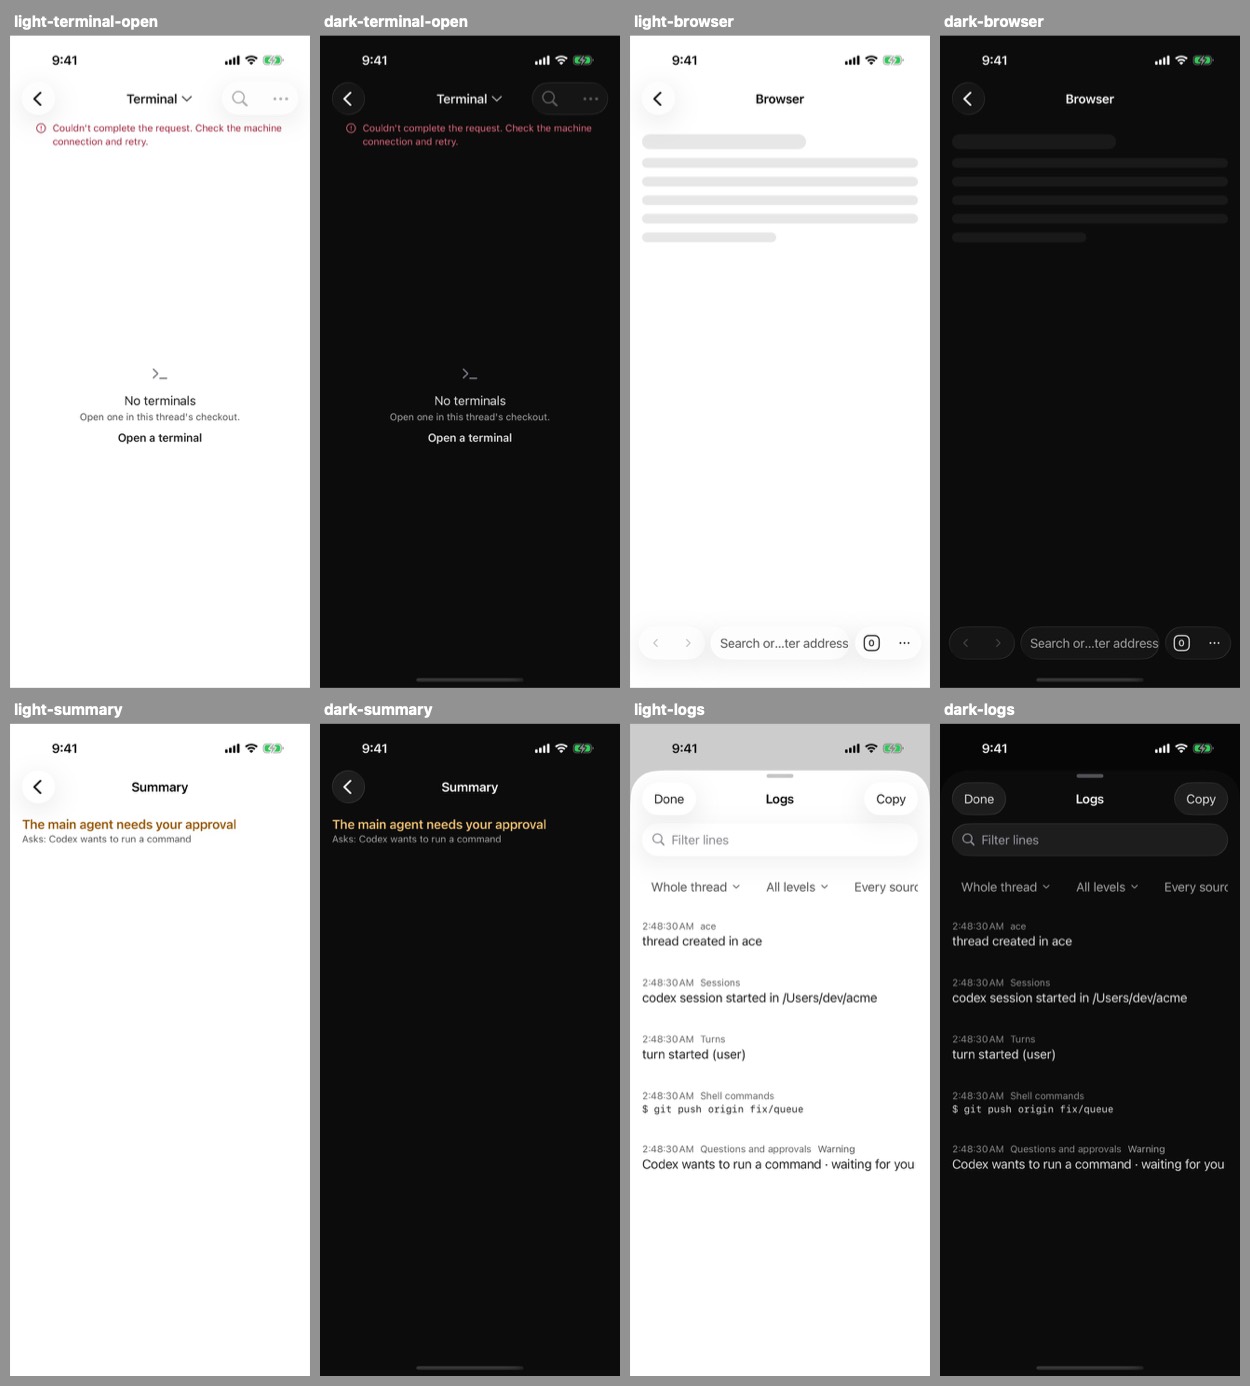 light-terminal-open
9:41
Terminal
Couldn't complete the request. Check the machine
connection and retry.
>_
No terminals
Open one in this thread's checkout.
Open a terminal
dark-terminal-open
9:41
Terminal
Couldn't complete the request. Check the machine
connection and retry.
>_
No terminals
Open one in this thread's checkout.
Open a terminal
light-browser
9:41
Browser
Search or...ter address
0
dark-browser
9:41
Browser
Search or...ter address
0
light-summary
9:41
Summary
The main agent needs your approval
Asks: Codex wants to run a command
dark-summary
9:41
Summary
The main agent needs your approval
Asks: Codex wants to run a command
light-logs
9:41
Done
Logs
Copy
Filter lines
Whole thread All levels Every sourc
2:48:30 AM ace
thread created in ace
2:48:30 AM Sessions
codex session started in /Users/dev/acme
2:48:30 AM Turns
turn started (user)
2:48:30 AM Shell commands
$ git push origin fix/queue
2:48:30 AM Questions and approvals Warning
Codex wants to run a command · waiting for you
dark-logs
9:41
Done
Logs
Copy
Filter lines
Whole thread All levels Every sourc
2:48:30 AM ace
thread created in ace
2:48:30 AM Sessions
codex session started in /Users/dev/acme
2:48:30 AM Turns
turn started (user)
2:48:30 AM Shell commands
$ git push origin fix/queue
2:48:30 AM Questions and approvals Warning
Codex wants to run a command · waiting for you